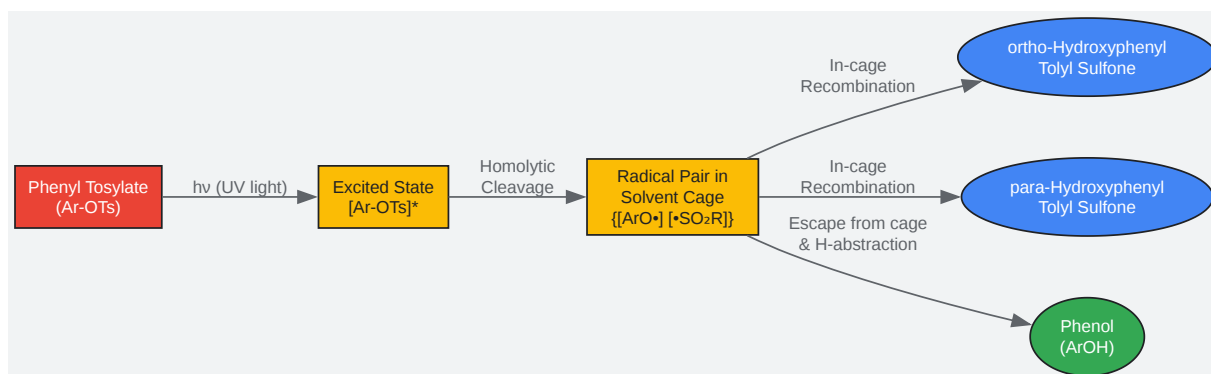 Phenyl Tosylate
(Ar-OTs)
hν (UV light)
Excited State
[Ar-OTs]*
Homolytic
Cleavage
Radical Pair in
Solvent Cage
{[ArO•] [•SO₂R]}
In-cage
Recombination
ortho-Hydroxyphenyl
Tolyl Sulfone
In-cage
Recombination
para-Hydroxyphenyl
Tolyl Sulfone
Escape from cage
& H-abstraction
Phenol
(ArOH)